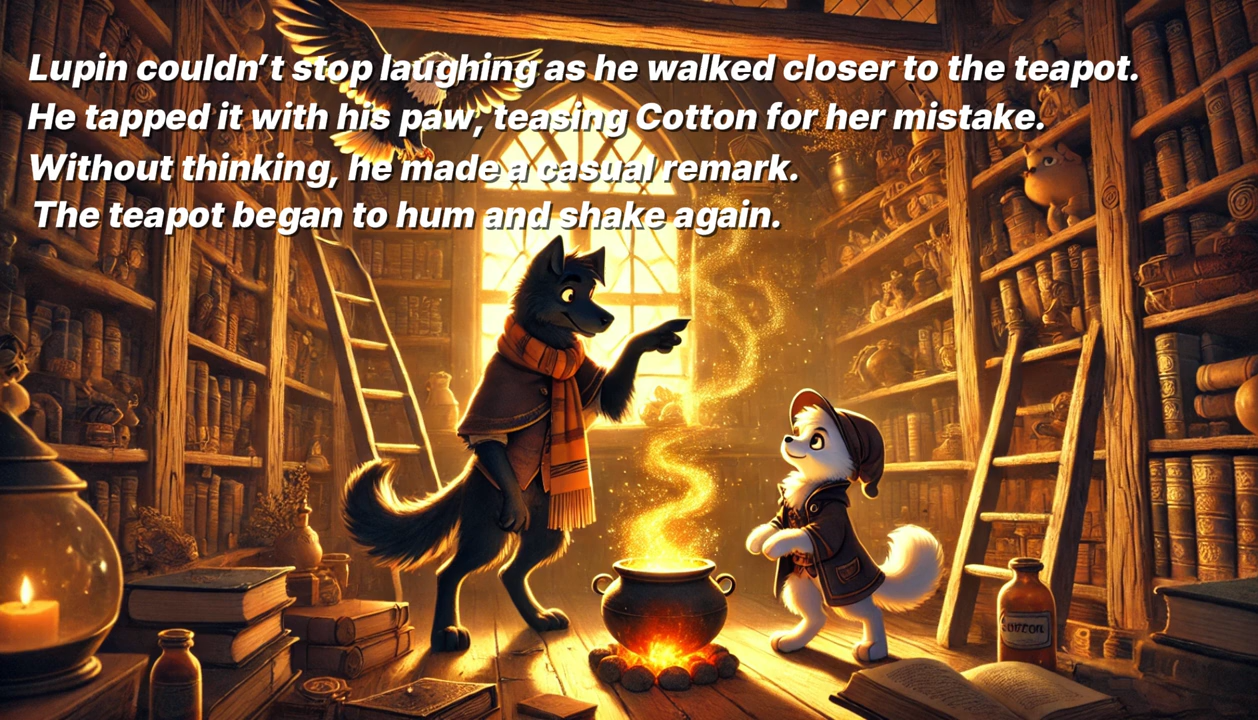 Lupin couldn’t stop laughing as he walked closer to the teapot.
He tapped it with his paw, teasing Cotton for her mistake.
Without thinking, he made a casual remark.
The teapot began to hum and shake again.